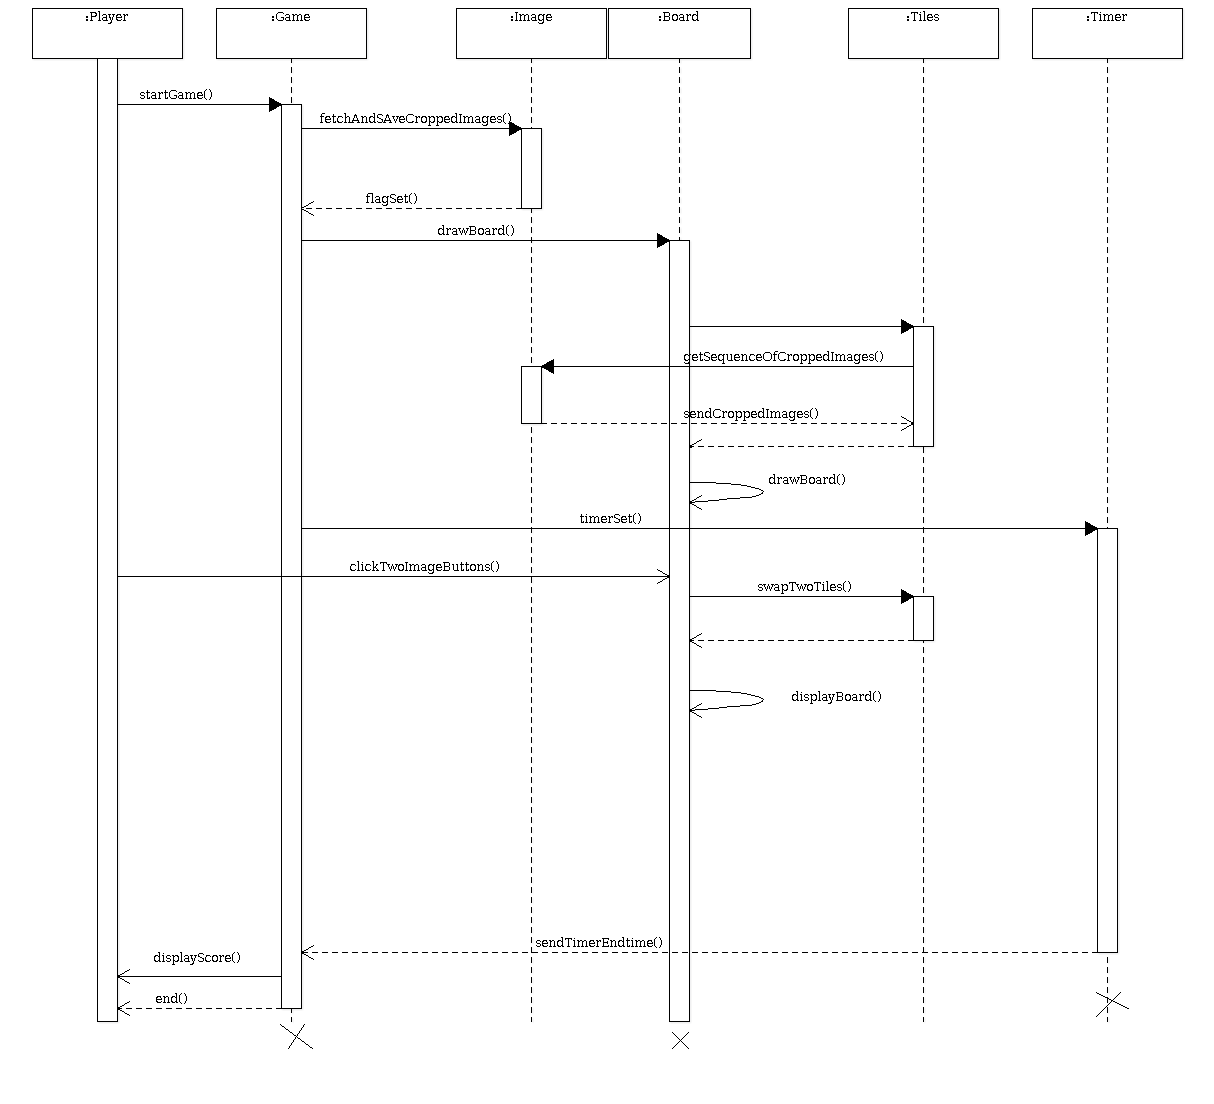 :Player
:Game
:Image
:Board
:Tiles
:Timer
startGame()
fetchAndSAveCroppedImages()
flagSet()
drawBoard()
getSequenceOfCroppedImages()
sendCroppedImages()
drawBoard()
timerSet()
clickTwoImageButtons()
swapTwoTiles()
displayBoard()
sendTimerEndtime()
displayScore()
end()